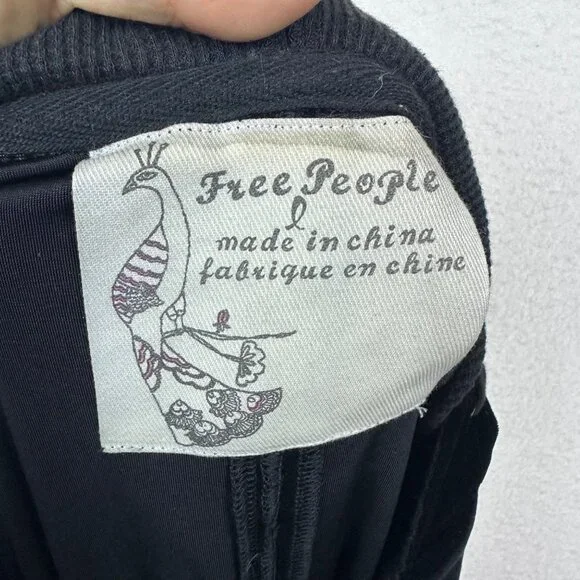 Free People
l
made in china
fabrique en chine